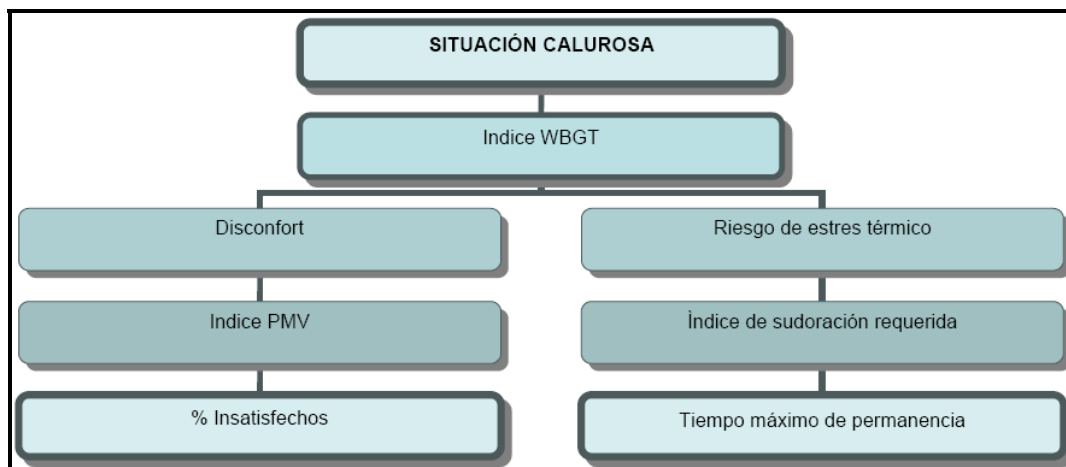 SITUACIÓN CALUROSA
Indice WBGT
Disconfort
Riesgo de estres térmico
Indice PMV
Ìndice de sudoración requerida
% Insatisfechos
Tiempo máximo de permanencia